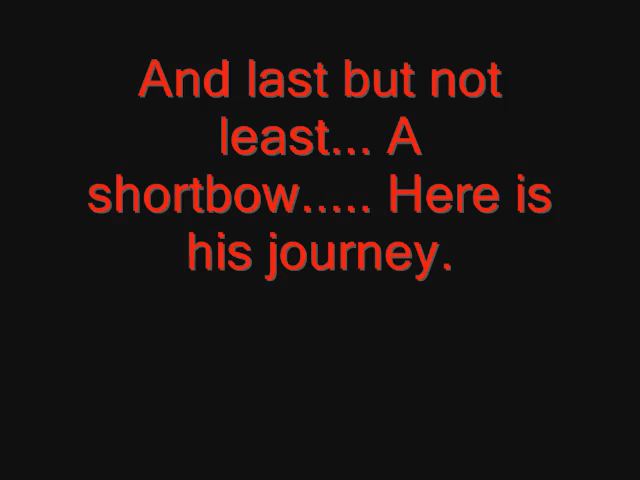 And last but not
least... A
shortbow..... Here is
his journey.